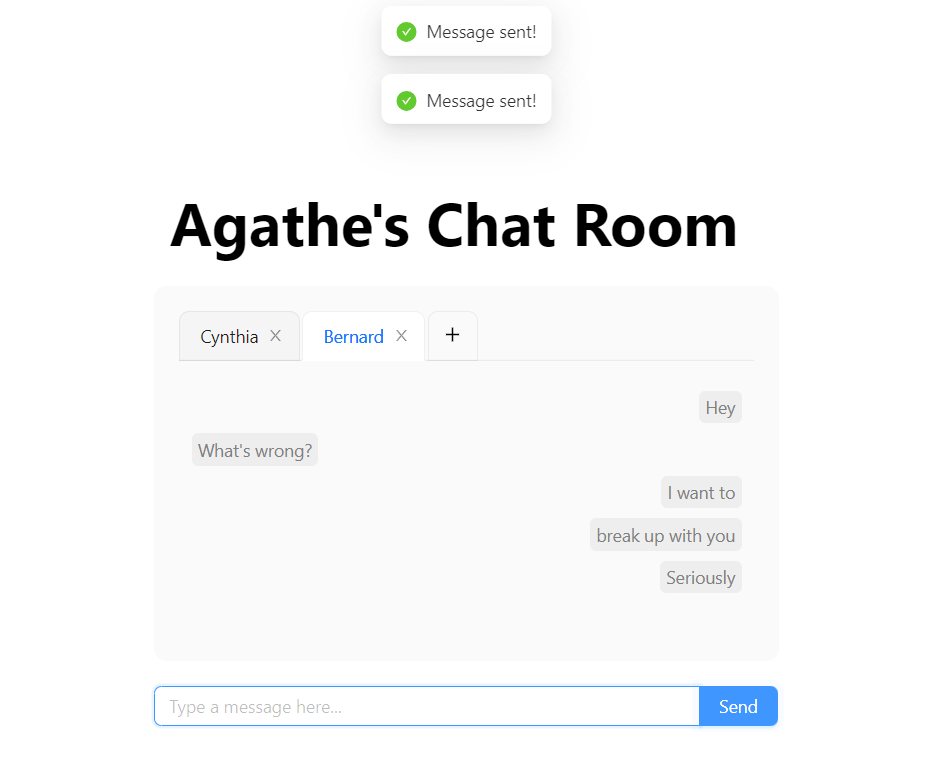 Message sent!
Message sent!
Agathe's Chat Room
Cynthia Bernard
Hey
What's wrong?
I want to
break up with you
Seriously
Type a message here...
Send